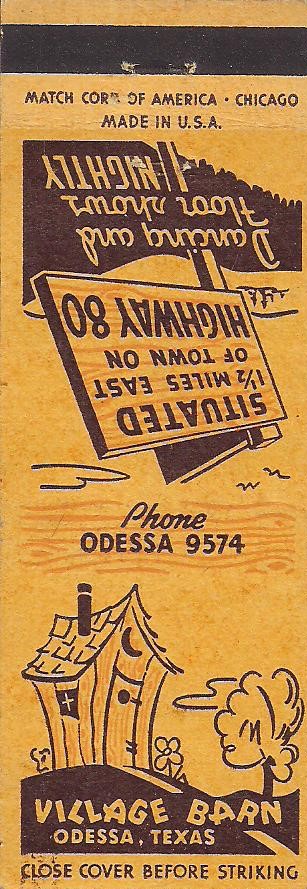 MATCH CORP. OF AMERICA · CHICAGO
MADE IN U.S.A.
Dancing and
Floor shows
NIGHTLY
SITUATED
1½ MILES EAST
OF TOWN ON
HIGHWAY 80
Phone
ODESSA 9574
VILLAGE BARN
ODESSA, TEXAS
CLOSE COVER BEFORE STRIKING